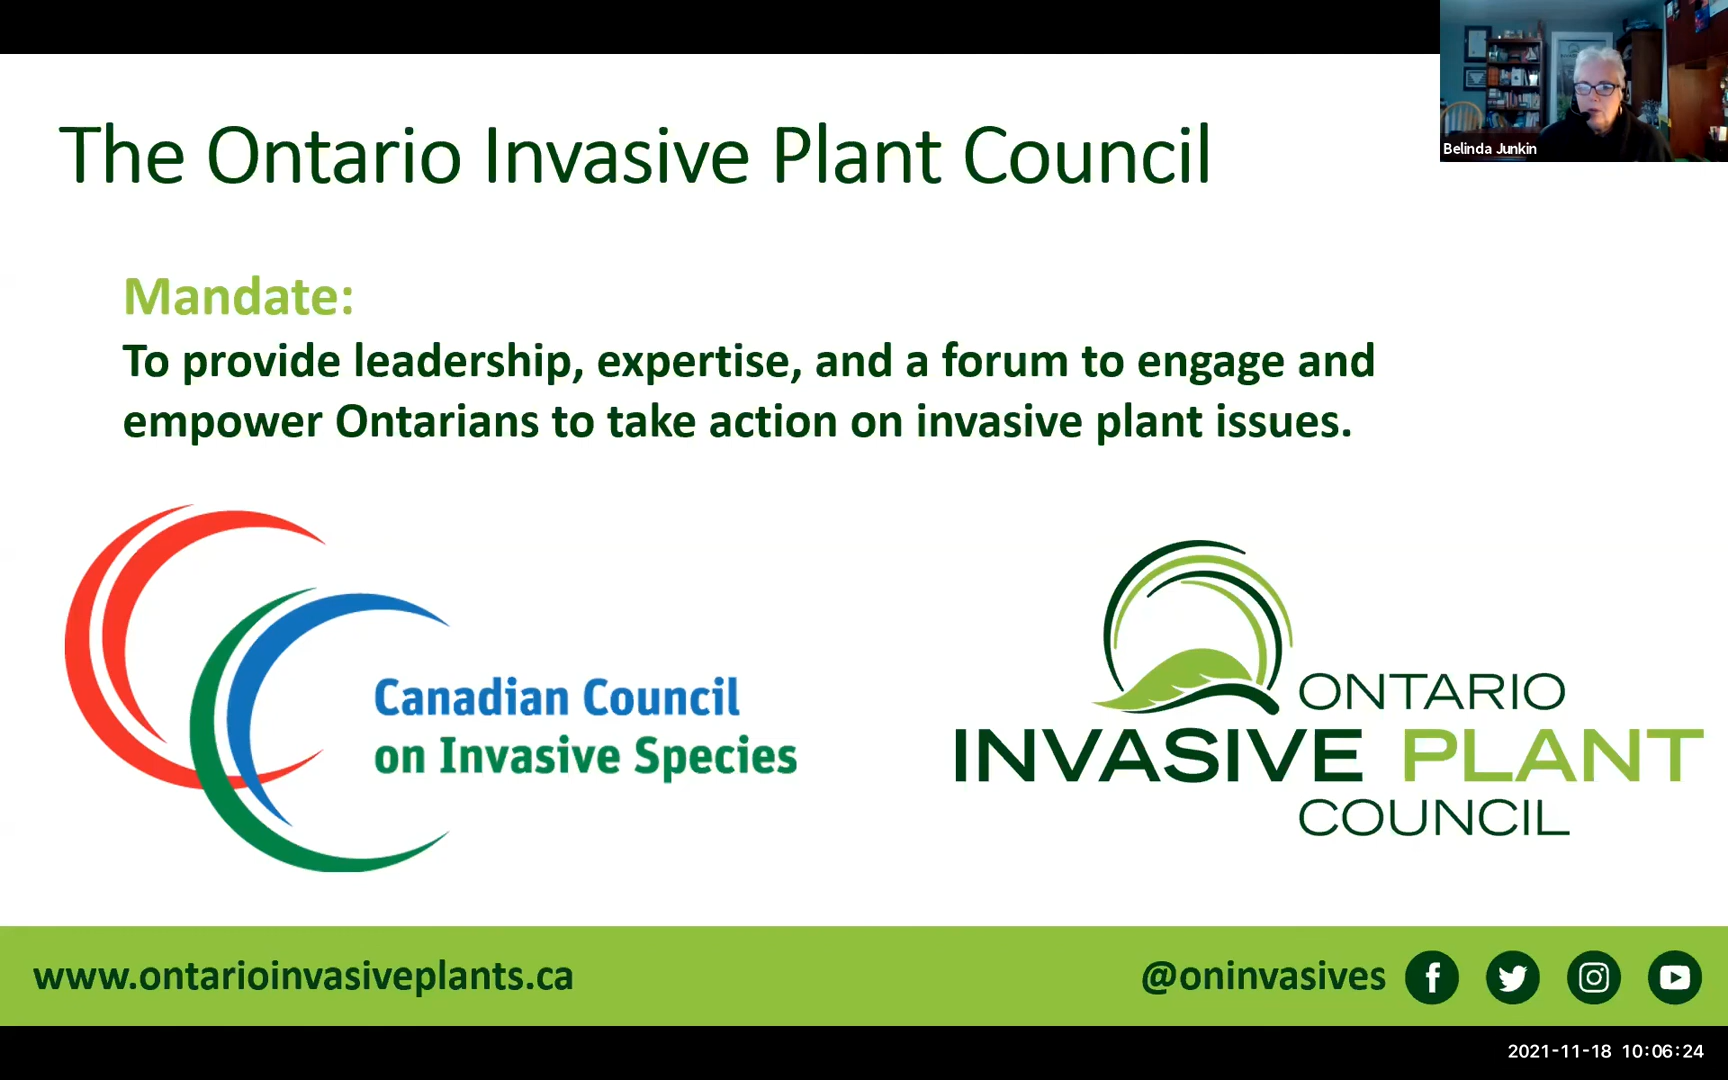 Belinda Junkin
The Ontario Invasive Plant Council
Mandate:
To provide leadership, expertise, and a forum to engage and
empower Ontarians to take action on invasive plant issues.
Canadian Council
on Invasive Species
ONTARIO
INVASIVE PLANT
COUNCIL
www.ontarioinvasiveplants.ca
@oninvasives
2021-11-18 10:06:24